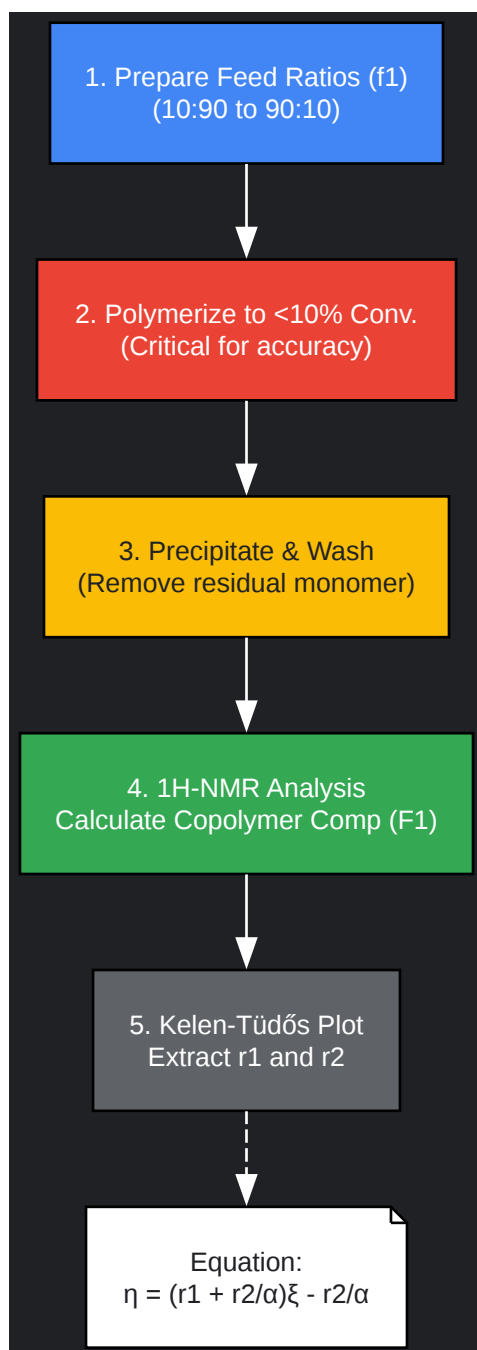 1. Prepare Feed Ratios (f1)
(10:90 to 90:10)
2. Polymerize to <10% Conv.
(Critical for accuracy)
3. Precipitate & Wash
(Remove residual monomer)
4. 1H-NMR Analysis
Calculate Copolymer Comp (F1)
5. Kelen-Tüdős Plot
Extract r1 and r2
Equation:
η = (r1 + r2/α)ξ - r2/α